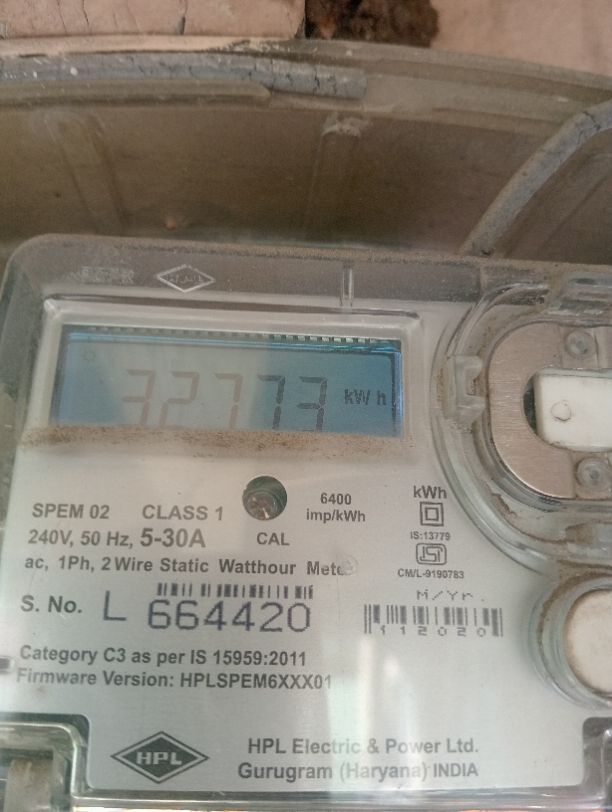 32773 kWh
SPEM 02 CLASS 1
6400
imp/kWh
kWh
240V, 50 Hz, 5-30A
CAL
IS:13779
ac, 1Ph, 2 Wire Static Watthour Meter
CM/L-9190783
M/Yr.
S. No. L 664420
112020
Category C3 as per IS 15959:2011
Firmware Version: HPLSPEM6XXX01
HPL
HPL Electric & Power Ltd.
Gurugram (Haryana) INDIA